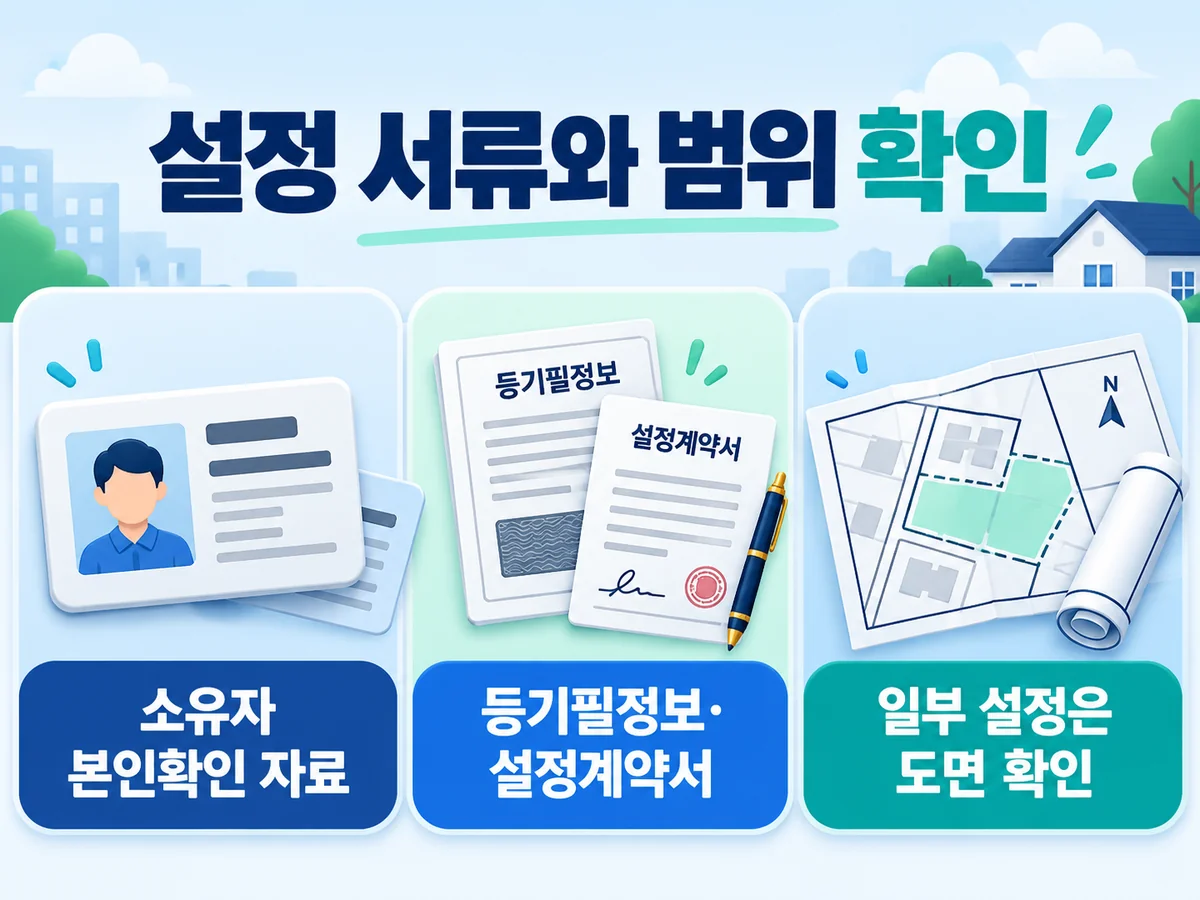 설정 서류와 범위 확인
등기필정보
설정계약서
N
소유자
본인확인 자료
등기필정보·
설정계약서
일부 설정은
도면 확인